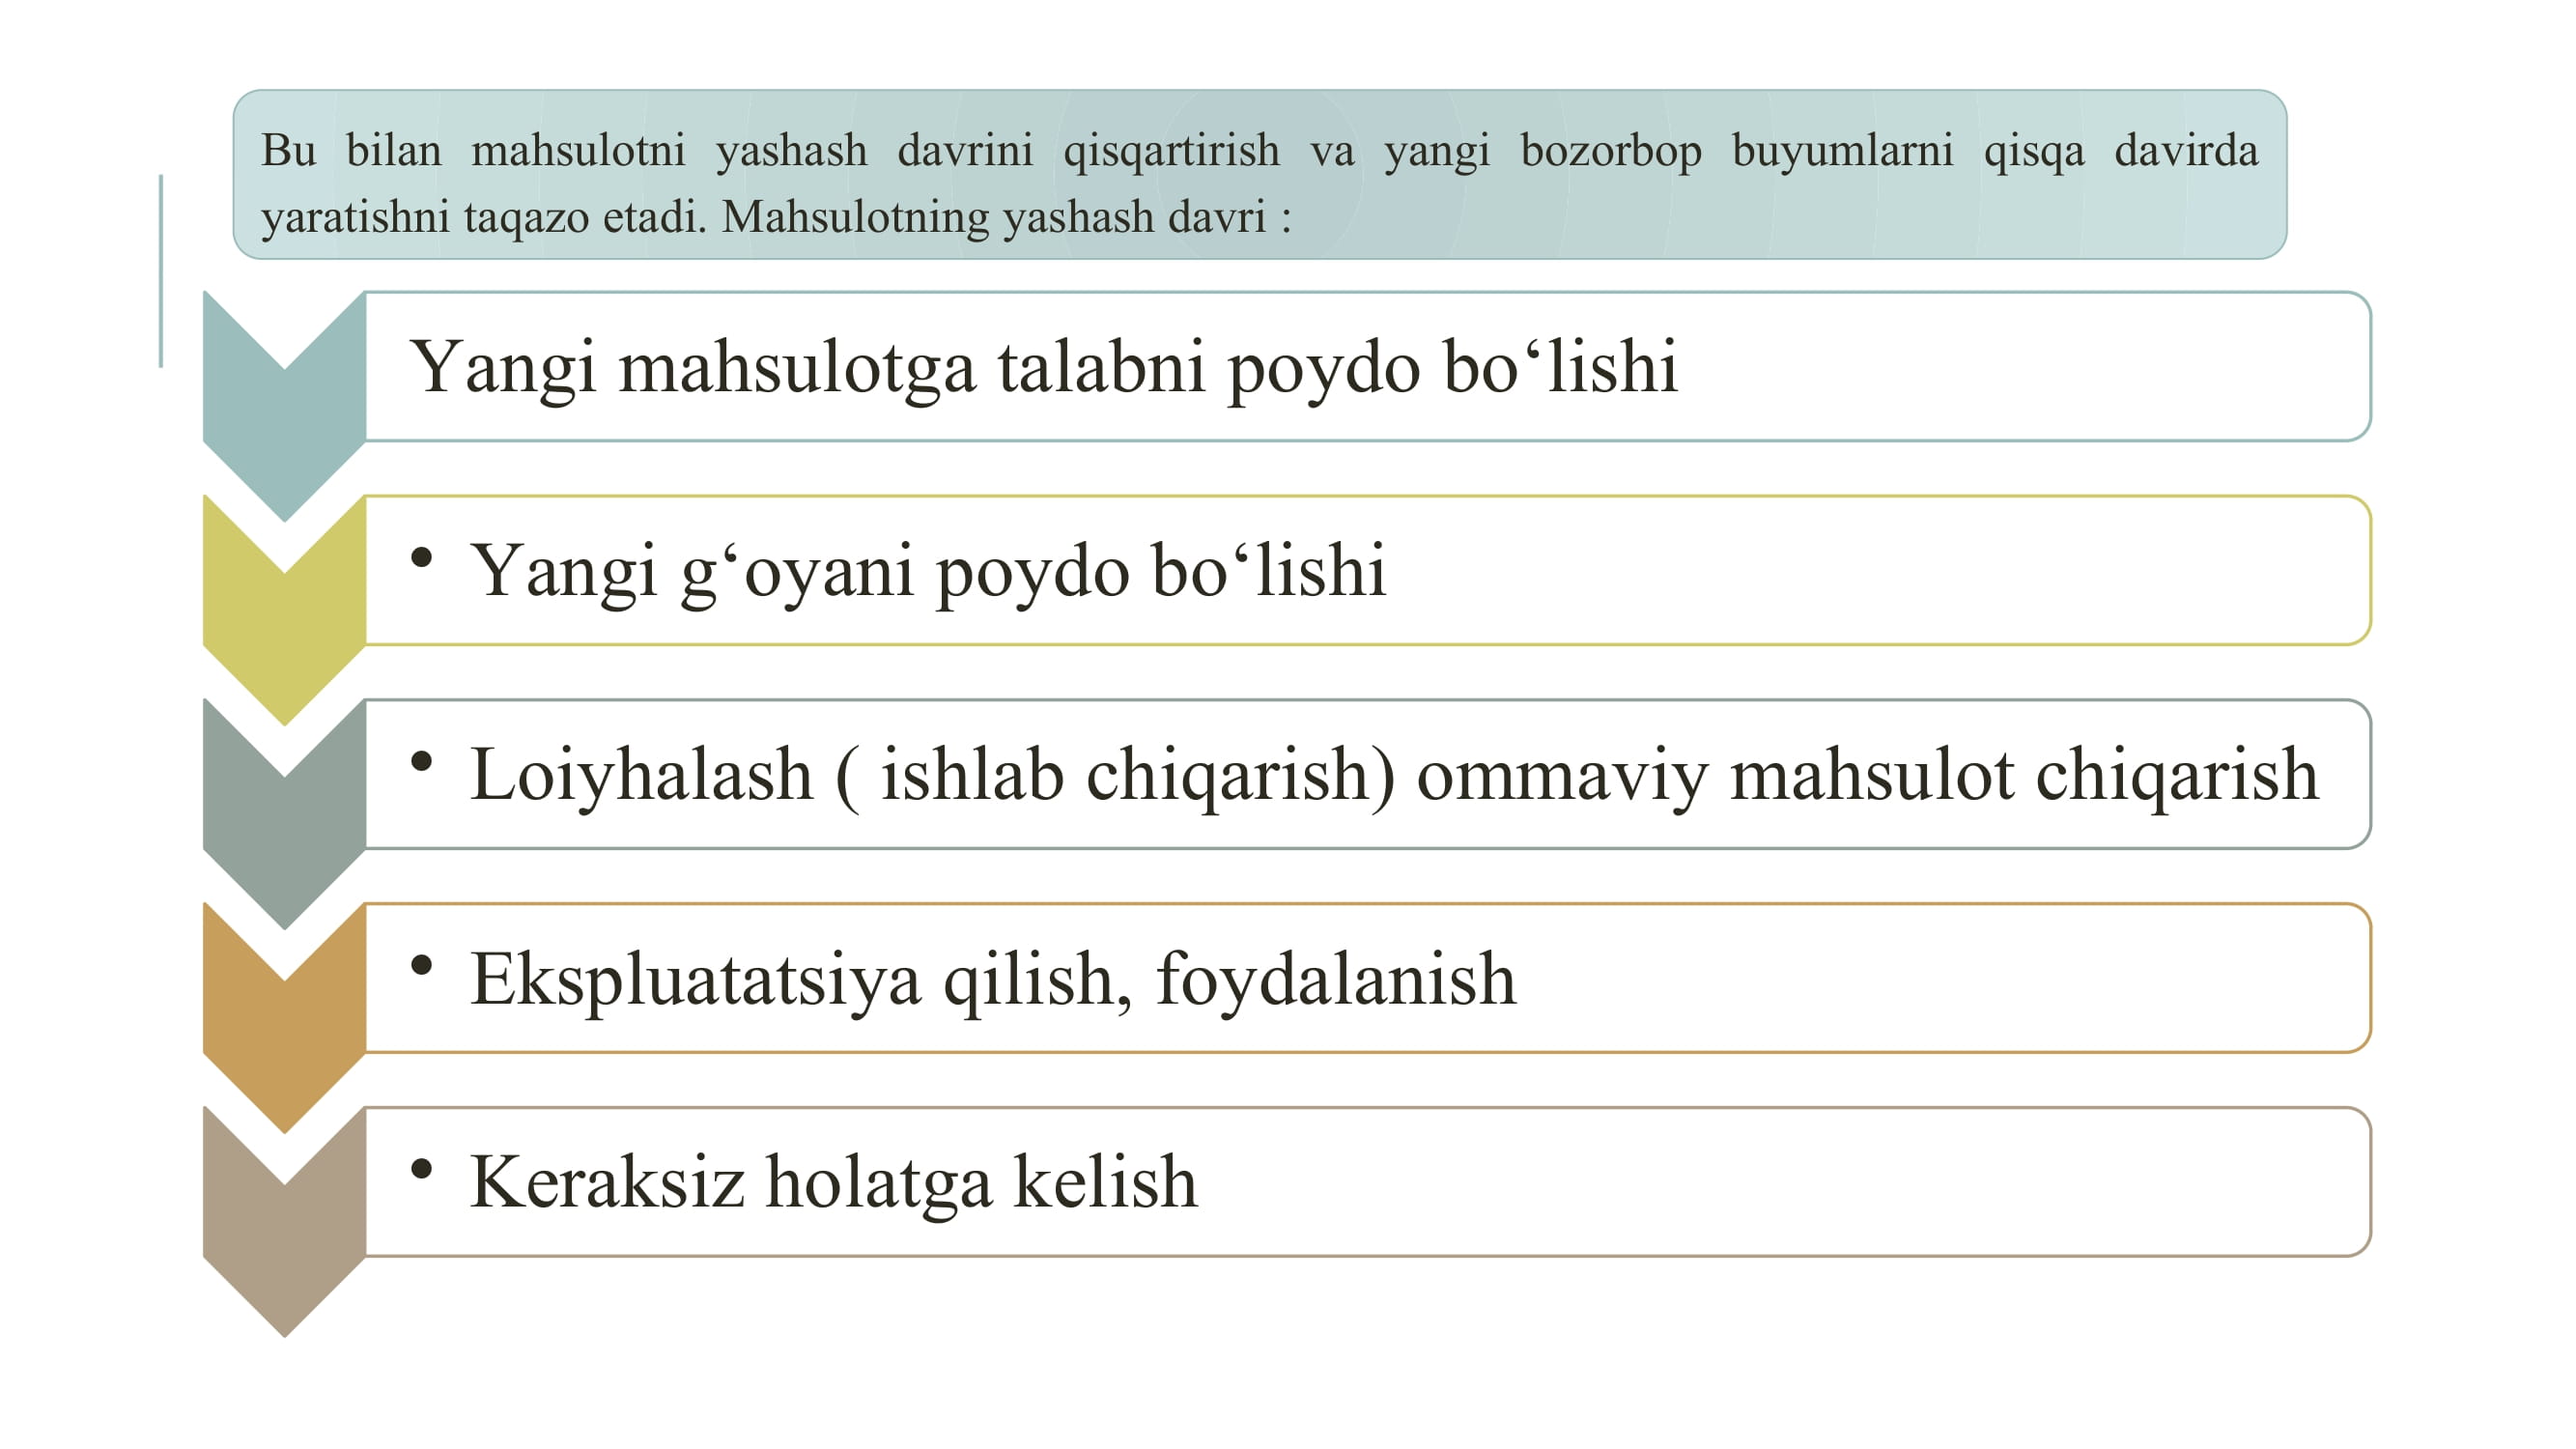 Bu bilan mahsulotni yashash davrini qisqartirish va yangi bozorbop buyumlarni qisqa davirda
yaratishni taqazo etadi. Mahsulotning yashash davri :
Yangi mahsulotga talabni poydo bo‘lishi
• Yangi g‘oyani poydo bo‘lishi
• Loiyhalash ( ishlab chiqarish) ommaviy mahsulot chiqarish
• Ekspluatatsiya qilish, foydalanish
• Keraksiz holatga kelish